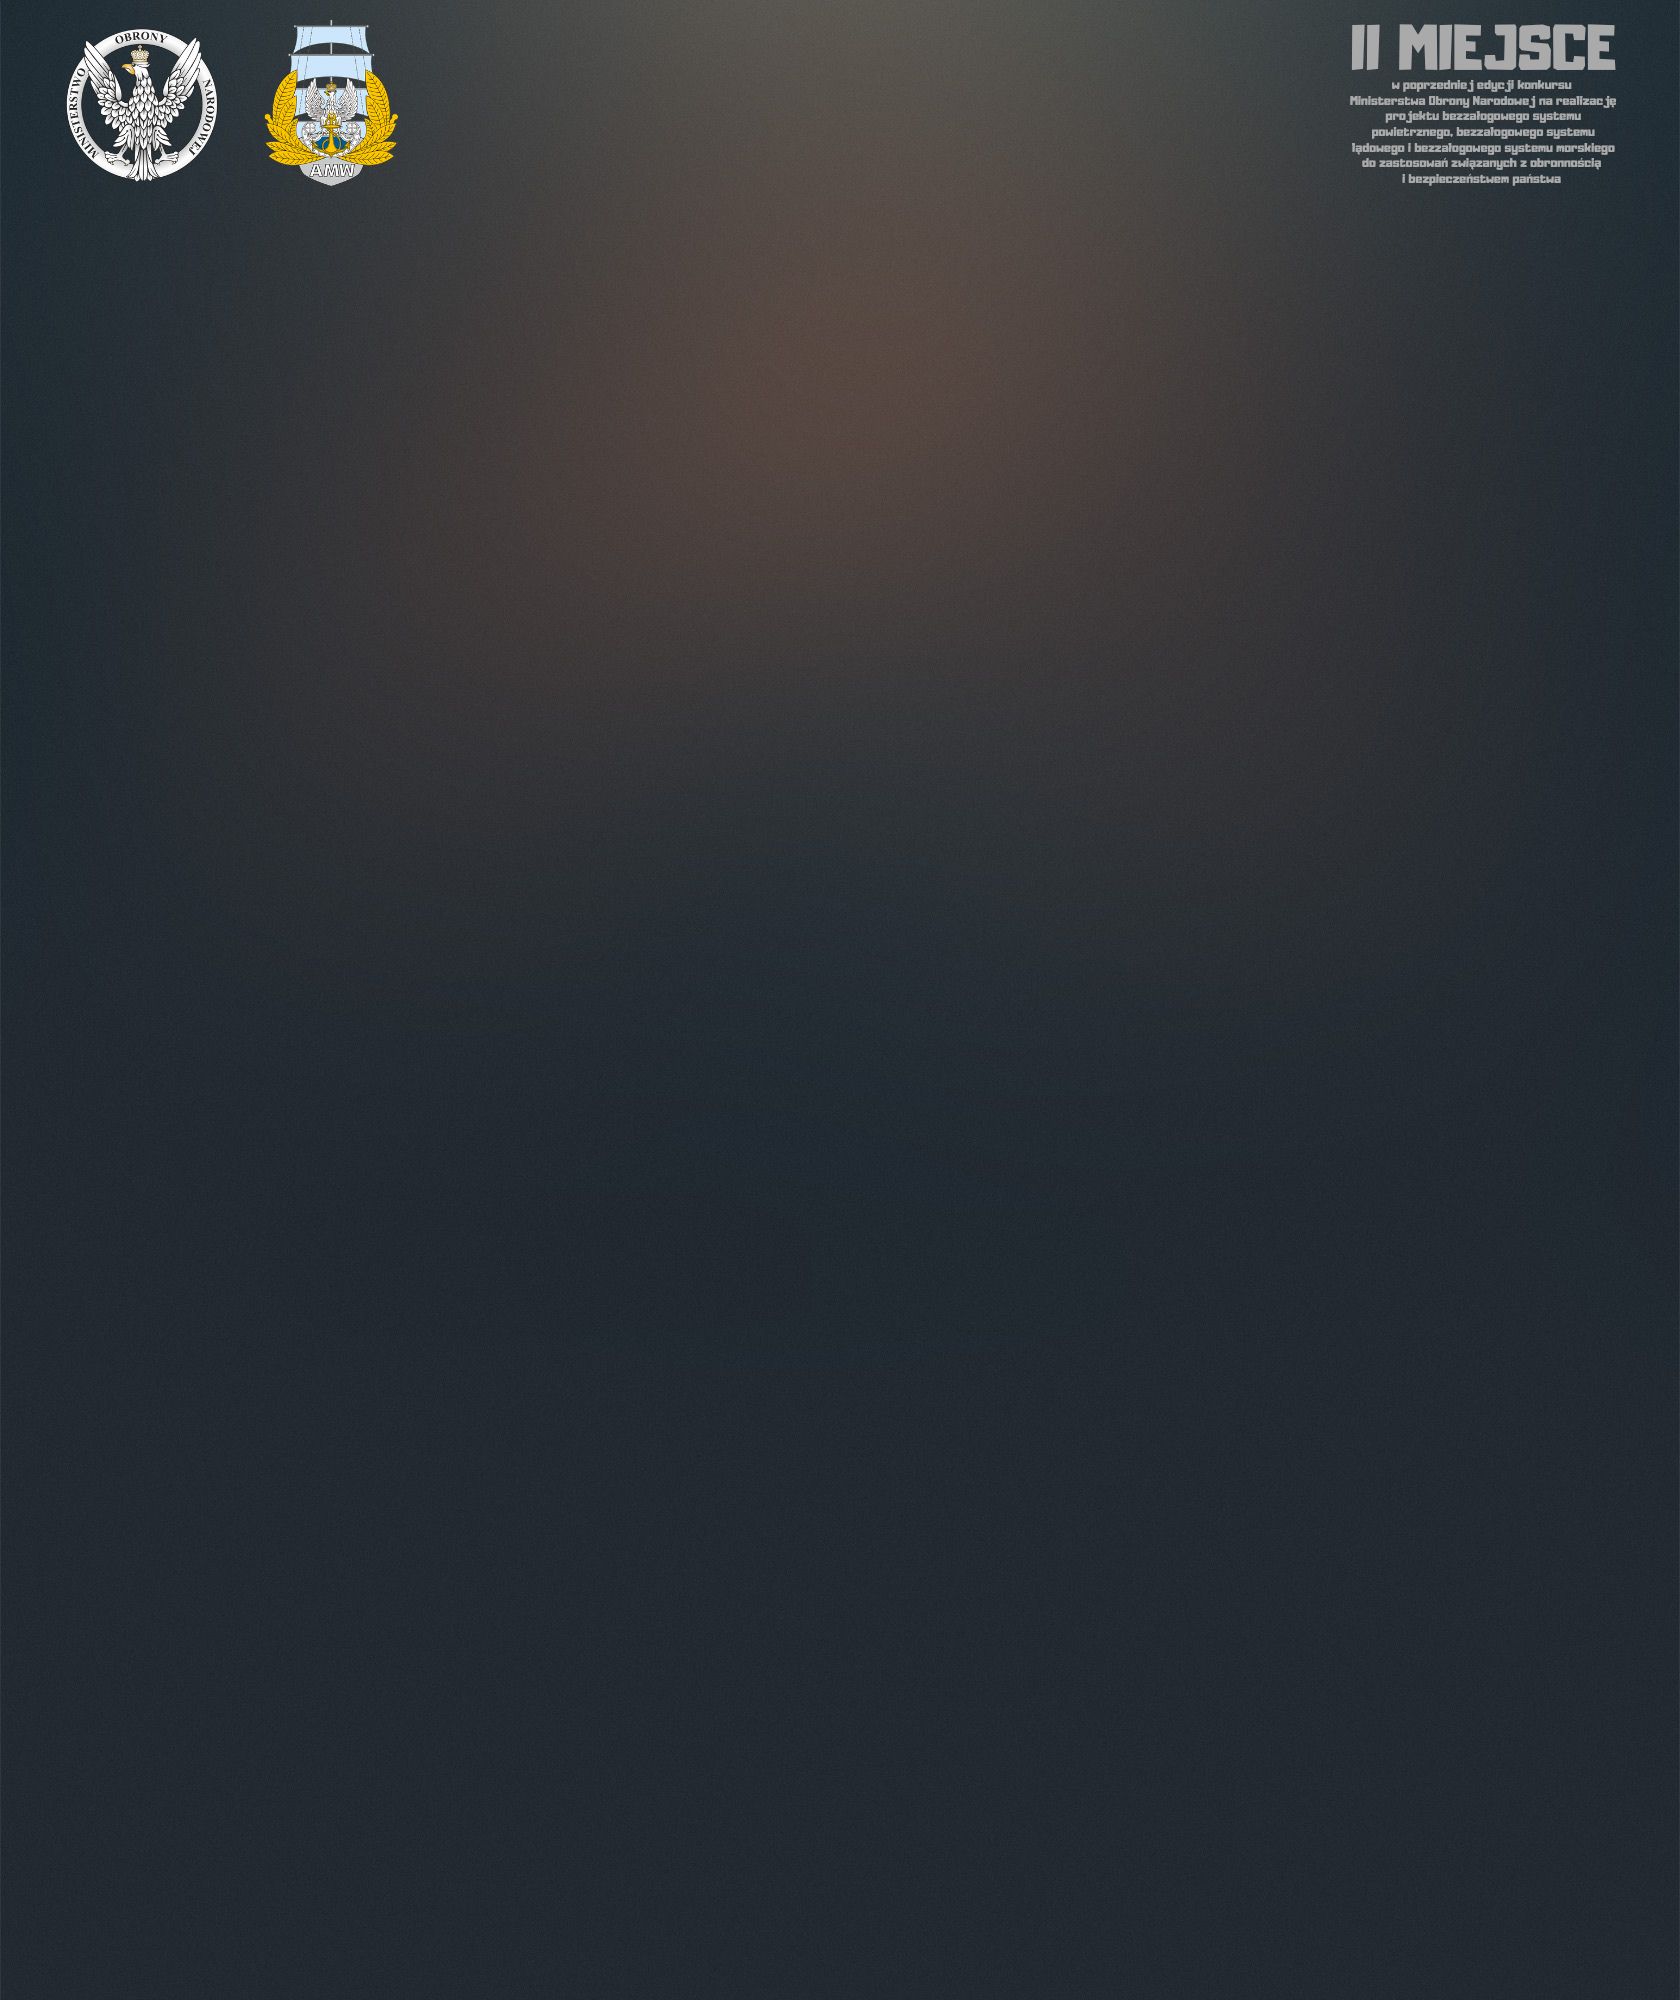 MINISTERSTWO OBRONY NARODOWEJ
AMW
II MIEJSCE
w poprzedniej edycji konkursu
Ministerstwa Obrony Narodowej na realizację
projektu bezzałogowego systemu
powietrznego, bezzałogowego systemu
lądowego i bezzałogowego systemu morskiego
do zastosowań związanych z obronnością
i bezpieczeństwem państwa